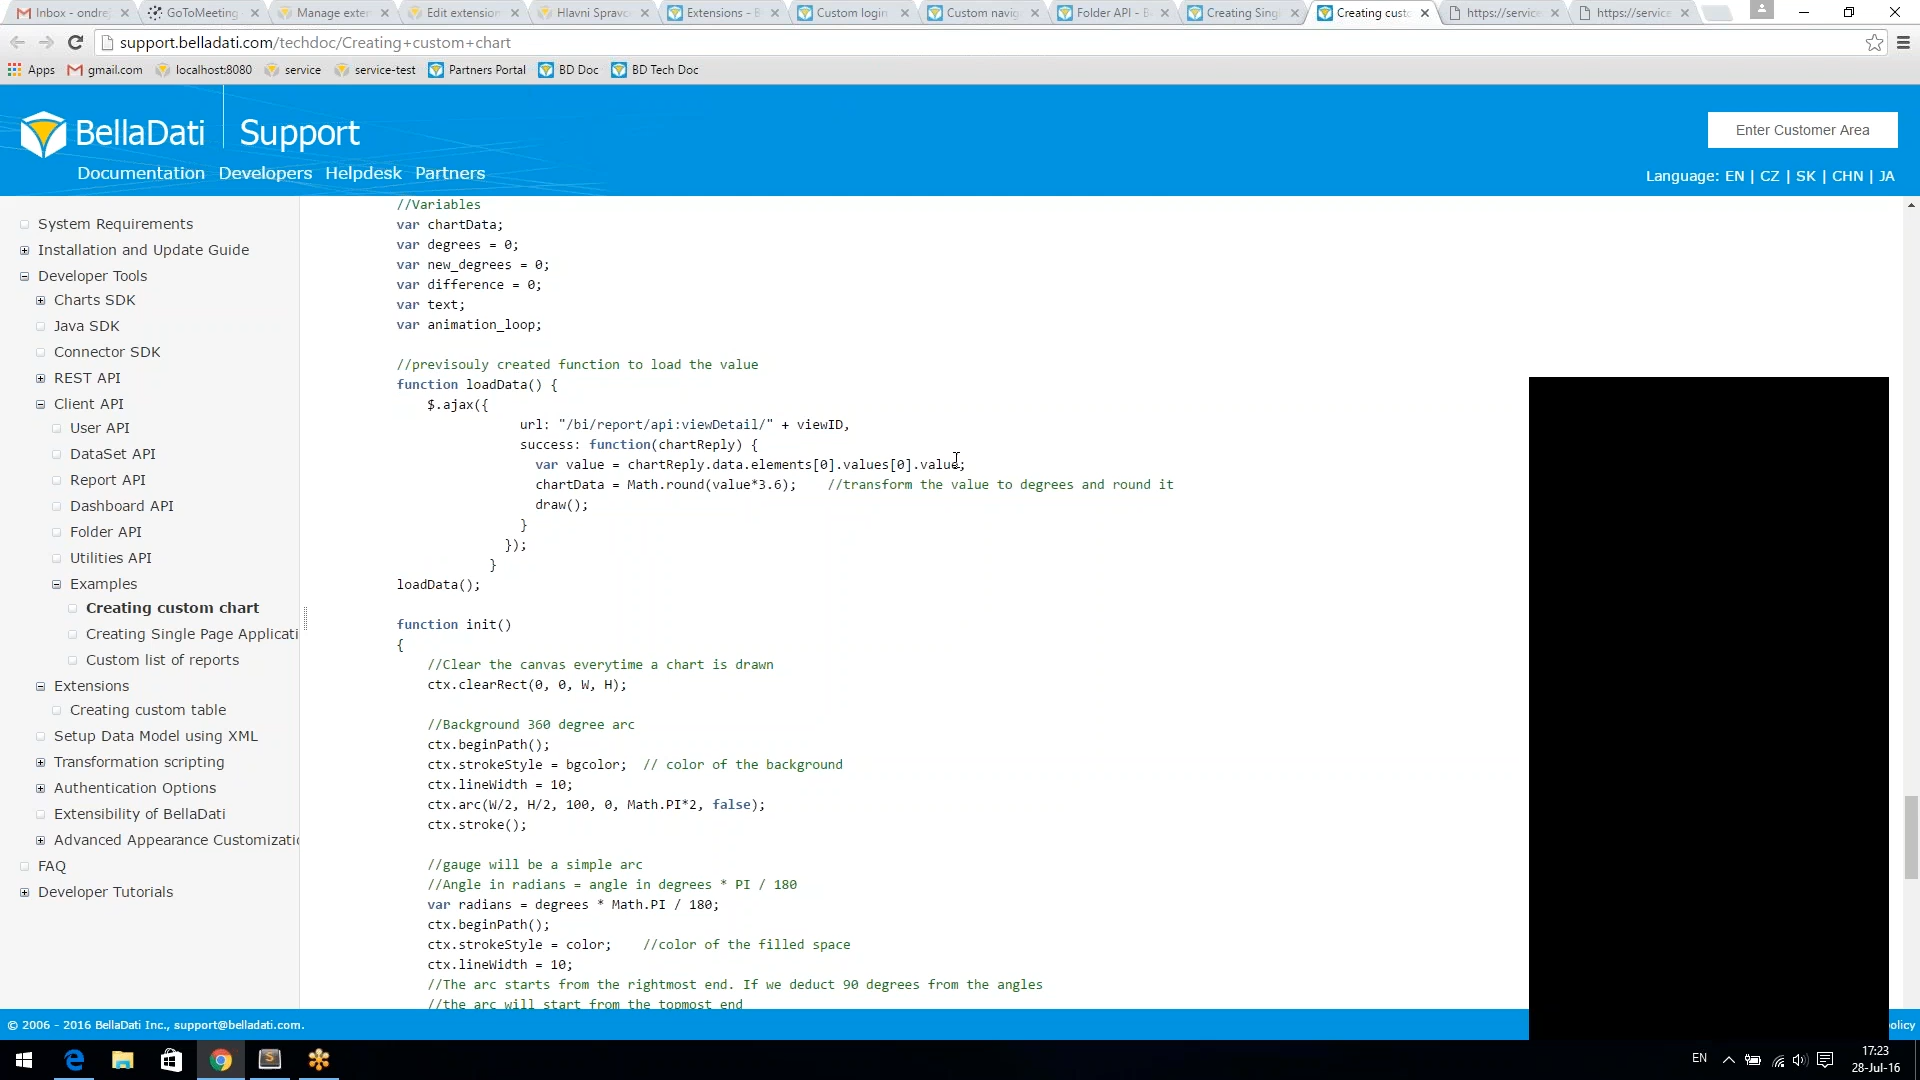 Inbox - ondre
GoToMeeting
Manage exten
Edit extension
Hlavni Spravce
Extensions - B
Custom login
Custom navig
Folder API - Be
Creating Singl
Creating custo
https://service
https://service
support.belladati.com/techdoc/Creating+custom+chart
Apps
gmail.com
localhost:8080
service
service-test
Partners Portal
BD Doc
BD Tech Doc
BellaDati
Support
Enter Customer Area
Documentation Developers Helpdesk Partners
Language: EN | CZ | SK | CHN | JA
System Requirements
Installation and Update Guide
Developer Tools
Charts SDK
Java SDK
Connector SDK
REST API
Client API
User API
DataSet API
Report API
Dashboard API
Folder API
Utilities API
Examples
Creating custom chart
Creating Single Page Applicati
Custom list of reports
Extensions
Creating custom table
Setup Data Model using XML
Transformation scripting
Authentication Options
Extensibility of BellaDati
Advanced Appearance Customizatio
FAQ
Developer Tutorials
//Variables
var chartData;
var degrees = 0;
var new_degrees = 0;
var difference = 0;
var text;
var animation_loop;
//previsouly created function to load the value
function loadData() {
$.ajax({
url: "/bi/report/api:viewDetail/" + viewID,
success: function(chartReply) {
var value = chartReply.data.elements[0].values[0].value;
chartData = Math.round(value*3.6); //transform the value to degrees and round it
draw();
}
});
}
loadData();
function init()
{
//Clear the canvas everytime a chart is drawn
ctx.clearRect(0, 0, W, H);
//Background 360 degree arc
ctx.beginPath();
ctx.strokeStyle = bgcolor; // color of the background
ctx.lineWidth = 10;
ctx.arc(W/2, H/2, 100, 0, Math.PI*2, false);
ctx.stroke();
//gauge will be a simple arc
//Angle in radians = angle in degrees * PI / 180
var radians = degrees * Math.PI / 180;
ctx.beginPath();
ctx.strokeStyle = color; //color of the filled space
ctx.lineWidth = 10;
//The arc starts from the rightmost end. If we deduct 90 degrees from the angles
//the arc will start from the topmost end
© 2006 - 2016 BellaDati Inc., support@belladati.com.
olicy
EN
17:23
28-Jul-16